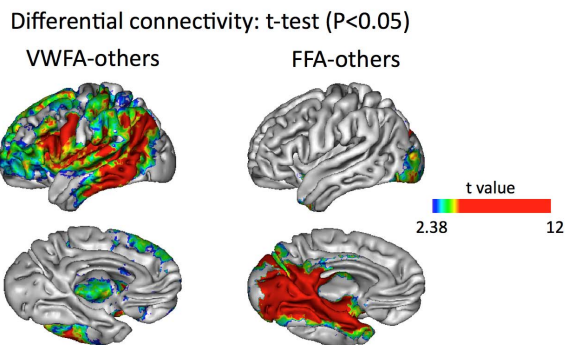 Differential connectivity: t-test (P<0.05)
VWFA-others FFA-others
t value
2.38 12